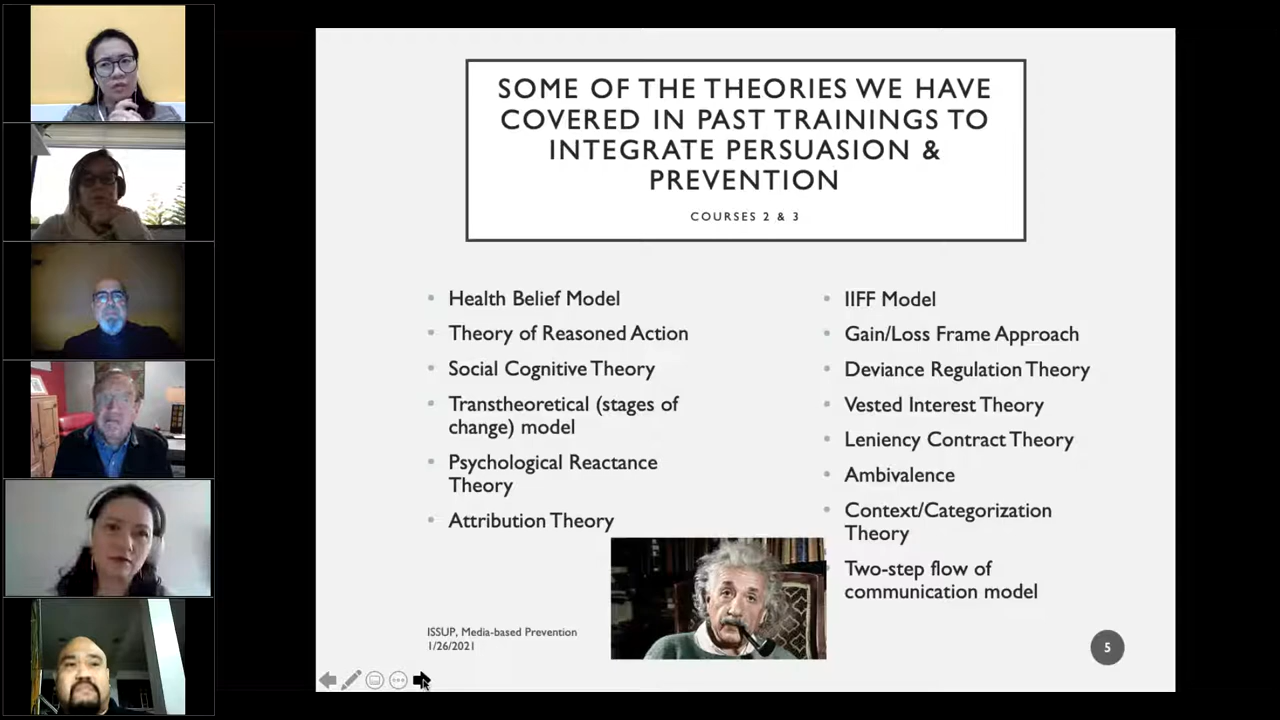 SOME OF THE THEORIES WE HAVE
COVERED IN PAST TRAININGS TO
INTEGRATE PERSUASION &
PREVENTION
COURSES 2 & 3
• Health Belief Model
• Theory of Reasoned Action
• Social Cognitive Theory
• Transtheoretical (stages of
change) model
• Psychological Reactance
Theory
• Attribution Theory
• IIFF Model
• Gain/Loss Frame Approach
• Deviance Regulation Theory
• Vested Interest Theory
• Leniency Contract Theory
• Ambivalence
• Context/Categorization
Theory
• Two-step flow of
communication model
ISSUP, Media-based Prevention
1/26/2021
5